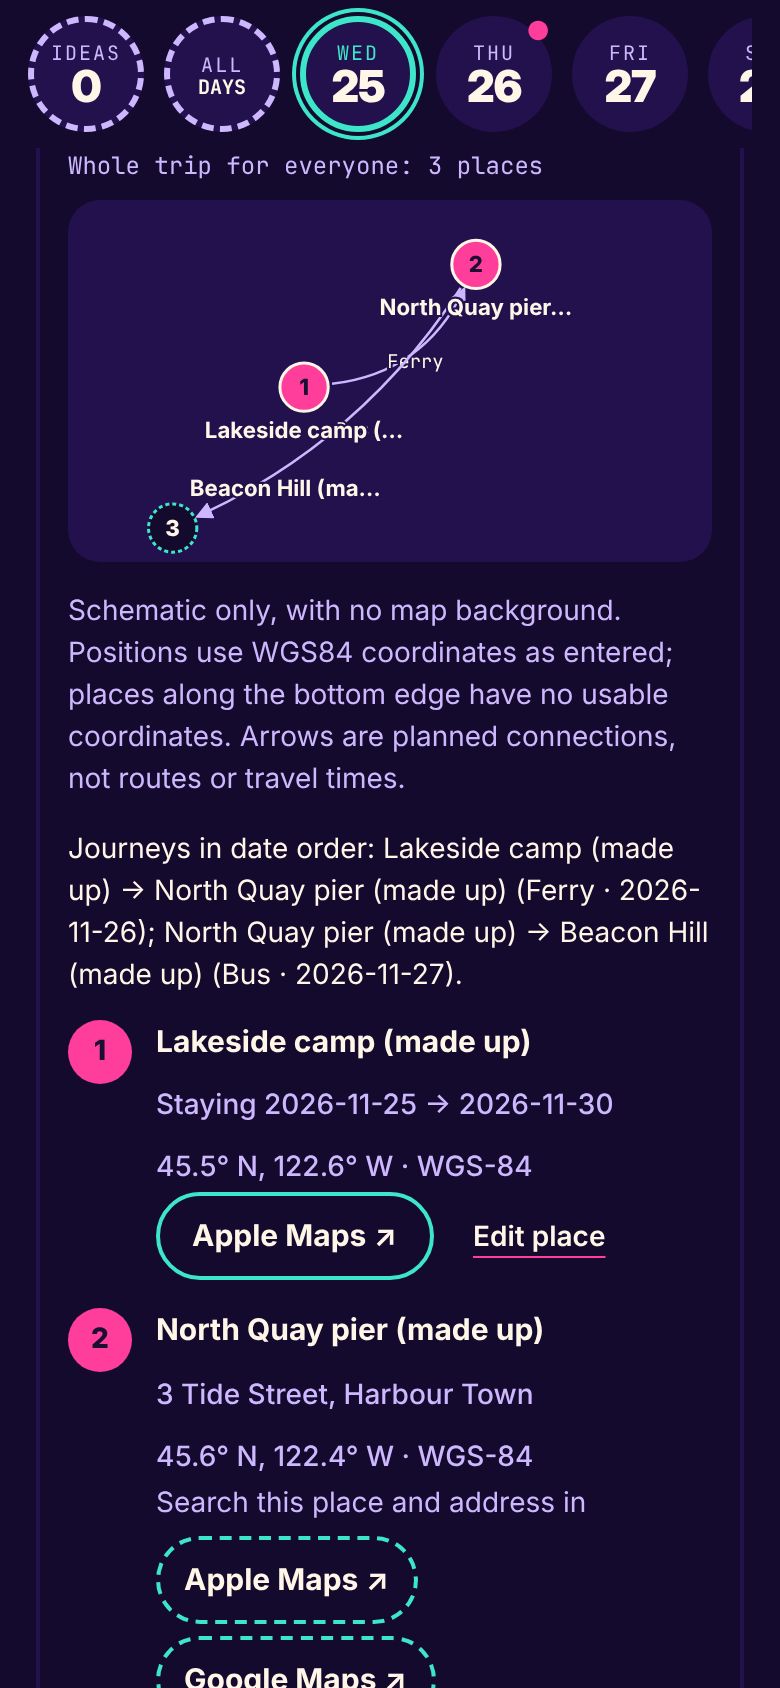 IDEAS
0
ALL
DAYS
WED
25
THU
26
FRI
27
Whole trip for everyone: 3 places
2
North Quay pier...
Ferry
1
Lakeside camp (...
Beacon Hill (ma...
3
Schematic only, with no map background.
Positions use WGS84 coordinates as entered;
places along the bottom edge have no usable
coordinates. Arrows are planned connections,
not routes or travel times.
Journeys in date order: Lakeside camp (made
up) → North Quay pier (made up) (Ferry · 2026-
11-26); North Quay pier (made up) → Beacon Hill
(made up) (Bus · 2026-11-27).
1
Lakeside camp (made up)
Staying 2026-11-25 → 2026-11-30
45.5° N, 122.6° W · WGS-84
Apple Maps ↗
Edit place
2
North Quay pier (made up)
3 Tide Street, Harbour Town
45.6° N, 122.4° W · WGS-84
Search this place and address in
Apple Maps ↗
Google Maps ↗